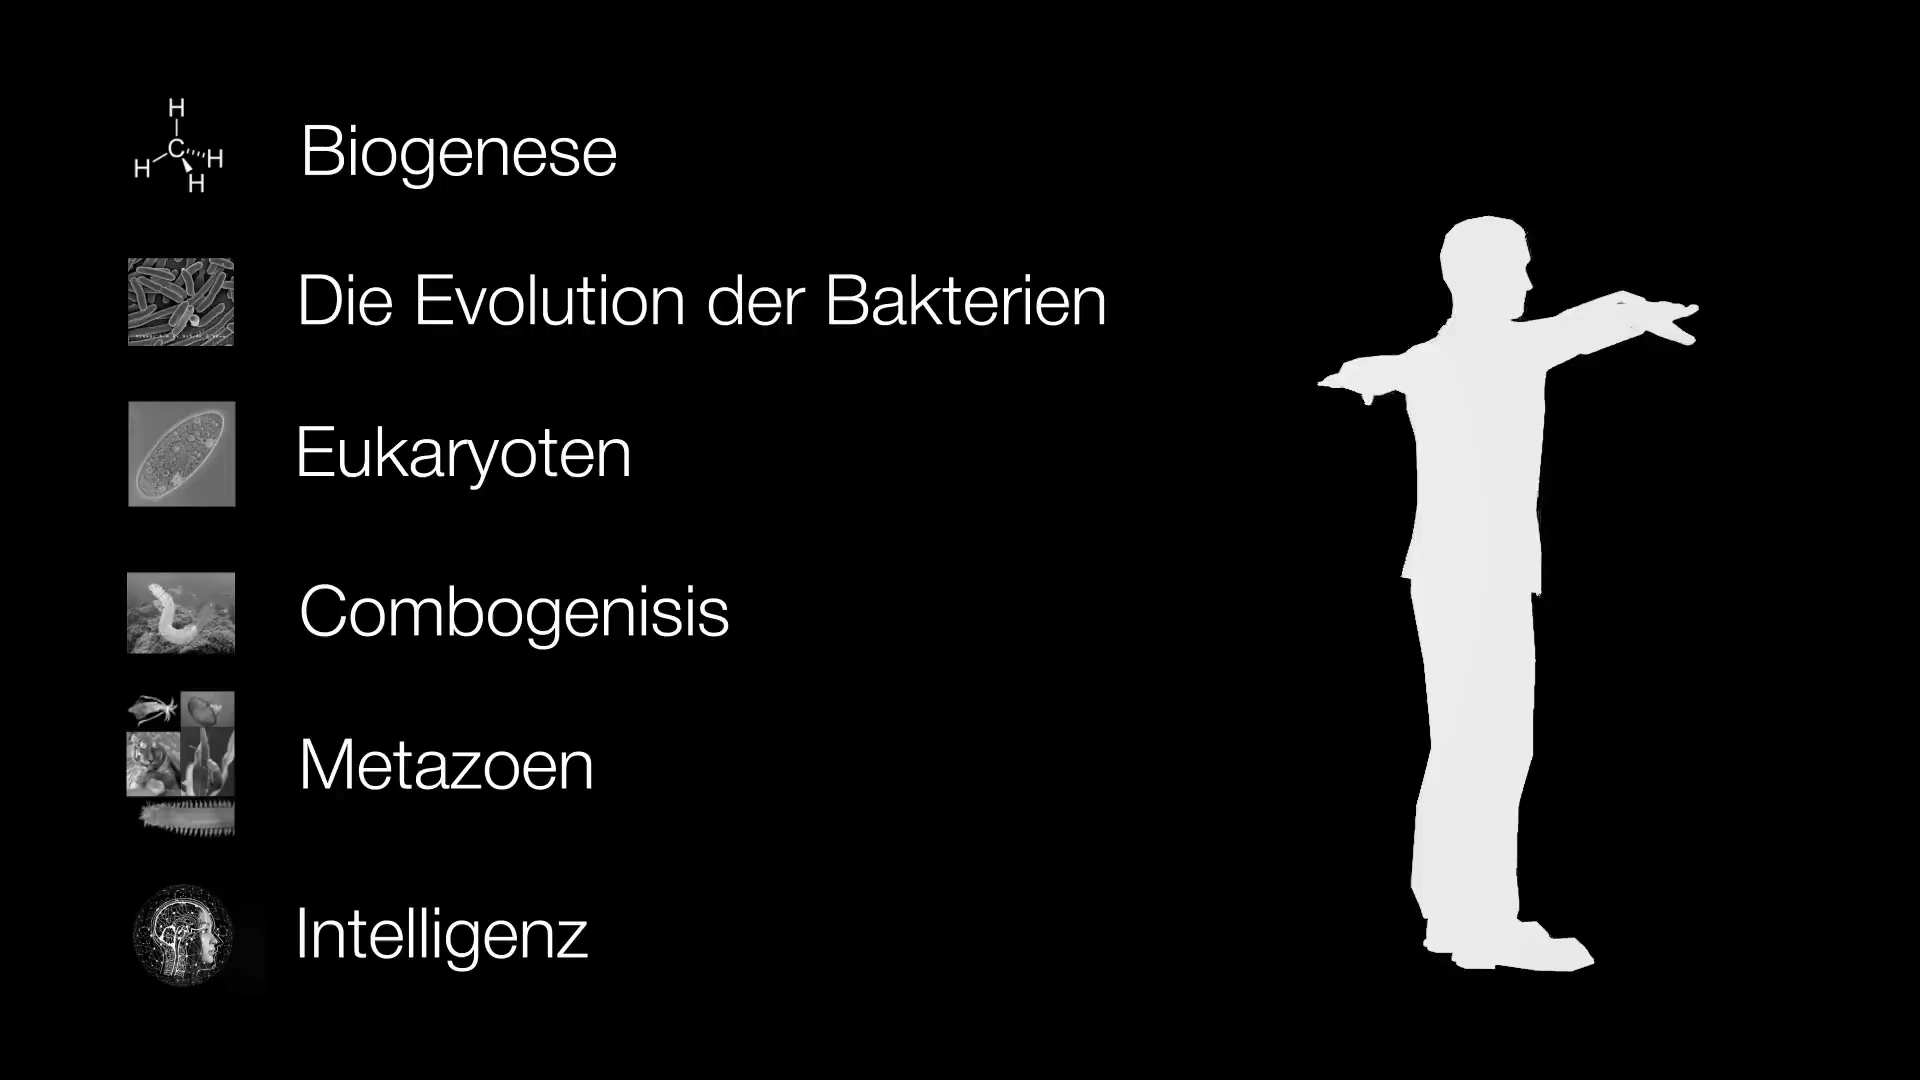 H
C
H
H
H
Biogenese
Die Evolution der Bakterien
Eukaryoten
Combogenisis
Metazoen
Intelligenz